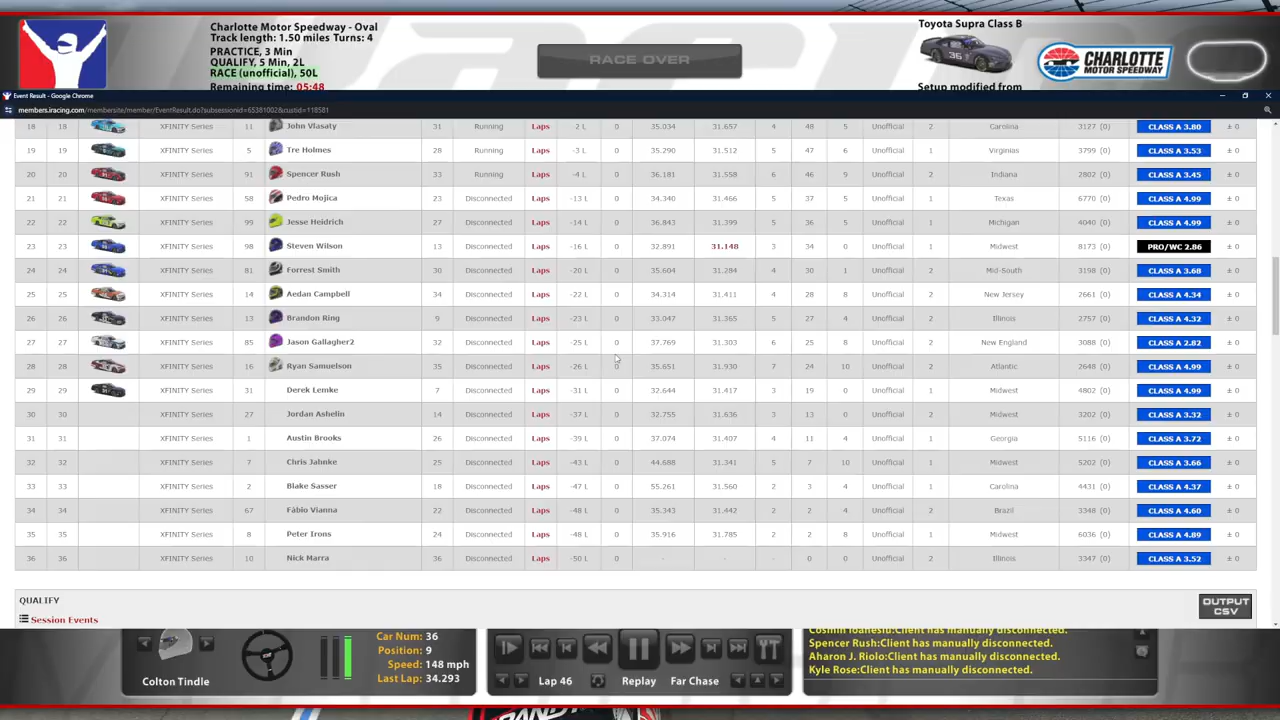 Charlotte Motor Speedway - Oval
Track length: 1.50 miles Turns: 4
PRACTICE, 3 Min
QUALIFY, 5 Min, 2L
RACE (unofficial), 50L
Remaining time: 05:48
RACE OVER
Toyota Supra Class B
36
CHARLOTTE
MOTOR SPEEDWAY
Setup modified from
Event Result - Google Chrome
members.iracing.com/membersite/member/EventResult.do?subsessionid=65381002&custid=118581
18 18 XFINITY Series 11 John Vlasaty 31 Running Laps -2 L 0 35.034 31.657 4 48 5 Unofficial 2 Carolina 3127 (0) CLASS A 3.80 ± 0
19 19 XFINITY Series 5 Tre Holmes 28 Running Laps -3 L 0 35.290 31.512 5 47 6 Unofficial 1 Virginias 3799 (0) CLASS A 3.53 ± 0
20 20 XFINITY Series 91 Spencer Rush 33 Running Laps -4 L 0 36.181 31.558 6 46 9 Unofficial 2 Indiana 2802 (0) CLASS A 3.45 ± 0
21 21 XFINITY Series 58 Pedro Mojica 23 Disconnected Laps -13 L 0 34.340 31.466 5 37 5 Unofficial 1 Texas 6770 (0) CLASS A 4.99 ± 0
22 22 XFINITY Series 99 Jesse Heidrich 22 Disconnected Laps -14 L 0 36.843 31.399 5 36 5 Unofficial 1 Michigan 4040 (0) CLASS A 4.99 ± 0
23 23 XFINITY Series 98 Steven Wilson 13 Disconnected Laps -16 L 0 32.891 31.148 3 34 0 Unofficial 1 Midwest 8173 (0) PRO/WC 2.86 ± 0
24 24 XFINITY Series 81 Forrest Smith 30 Disconnected Laps -20 L 0 35.604 31.284 4 30 1 Unofficial 2 Mid-South 3198 (0) CLASS A 3.68 ± 0
25 25 XFINITY Series 14 Aedan Campbell 34 Disconnected Laps -22 L 0 34.314 31.411 4 28 8 Unofficial 2 New Jersey 2661 (0) CLASS A 4.34 ± 0
26 26 XFINITY Series 13 Brandon Ring 9 Disconnected Laps -23 L 0 33.047 31.365 5 27 4 Unofficial 2 Illinois 2757 (0) CLASS A 4.32 ± 0
27 27 XFINITY Series 85 Jason Gallagher2 32 Disconnected Laps -25 L 0 37.769 31.303 6 25 8 Unofficial 2 New England 3088 (0) CLASS A 2.82 ± 0
28 28 XFINITY Series 16 Ryan Samuelson 35 Disconnected Laps -26 L 0 35.651 31.930 7 24 10 Unofficial 2 Atlantic 2648 (0) CLASS A 4.99 ± 0
29 29 XFINITY Series 31 Derek Lemke 7 Disconnected Laps -31 L 0 32.644 31.417 3 19 0 Unofficial 1 Midwest 4802 (0) CLASS A 4.99 ± 0
30 30 XFINITY Series 27 Jordan Ashelin 14 Disconnected Laps -37 L 0 32.755 31.636 3 13 0 Unofficial 2 Midwest 3202 (0) CLASS A 3.32 ± 0
31 31 XFINITY Series 1 Austin Brooks 26 Disconnected Laps -39 L 0 37.074 31.407 4 11 4 Unofficial 1 Georgia 5116 (0) CLASS A 3.72 ± 0
32 32 XFINITY Series 7 Chris Jahnke 25 Disconnected Laps -43 L 0 44.688 31.341 5 7 10 Unofficial 1 Midwest 5202 (0) CLASS A 3.66 ± 0
33 33 XFINITY Series 2 Blake Sasser 18 Disconnected Laps -47 L 0 55.261 31.560 2 3 4 Unofficial 1 Carolina 4431 (0) CLASS A 4.37 ± 0
34 34 XFINITY Series 67 Fábio Vianna 22 Disconnected Laps -48 L 0 35.343 31.442 2 2 4 Unofficial 2 Brazil 3348 (0) CLASS A 4.60 ± 0
35 35 XFINITY Series 8 Peter Irons 24 Disconnected Laps -48 L 0 35.916 31.785 2 2 8 Unofficial 1 Midwest 6036 (0) CLASS A 4.89 ± 0
36 36 XFINITY Series 10 Nick Marra 36 Disconnected Laps -50 L 0 - - 0 0 Unofficial 2 Illinois 3347 (0) CLASS A 3.52 ± 0
QUALIFY
Session Events
OUTPUT
CSV
Colton Tindle
Car Num: 36
Position: 9
Speed: 148 mph
Last Lap: 34.293
Lap 46
Replay
Far Chase
Spencer Rush:Client has manually disconnected.
Aharon J. Riolo:Client has manually disconnected.
Kyle Rose:Client has manually disconnected.